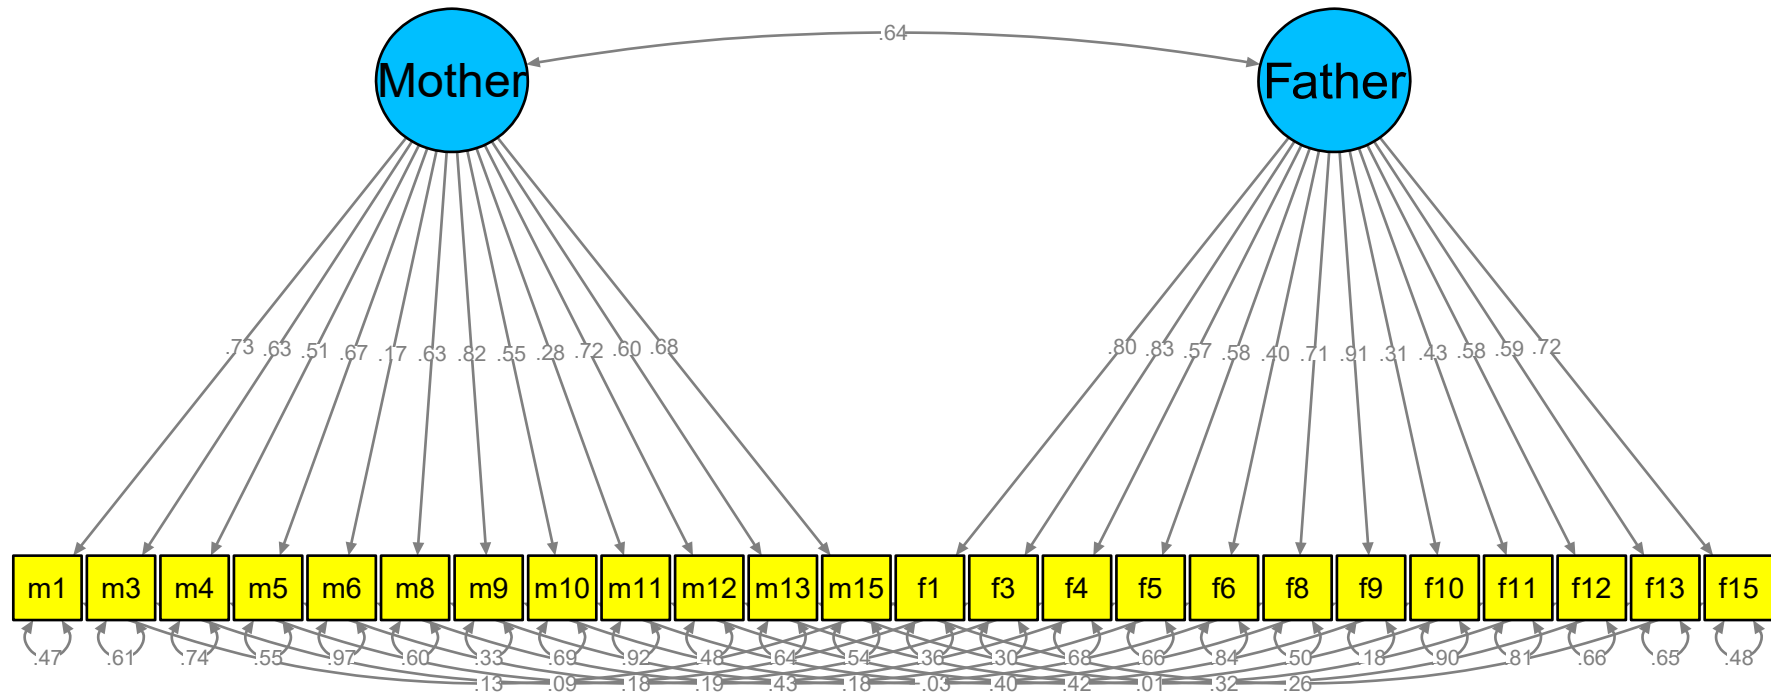 .64
Mother Father
.73 .63 .51 .67 .17 .63 .82 .55 .28 .72 .60 .68 .80 .83 .57 .58 .40 .71 .91 .31 .43 .58 .59 .72
m1 m3 m4 m5 m6 m8 m9 m10 m11 m12 m13 m15 f1 f3 f4 f5 f6 f8 f9 f10 f11 f12 f13 f15
.47 .61 .74 .55 .97 .60 .33 .69 .92 .48 .64 .54 .36 .30 .68 .66 .84 .50 .18 .90 .81 .66 .65 .48
.13 .09 .18 .19 .43 .18 -.03 .40 .42 .01 .32 .26